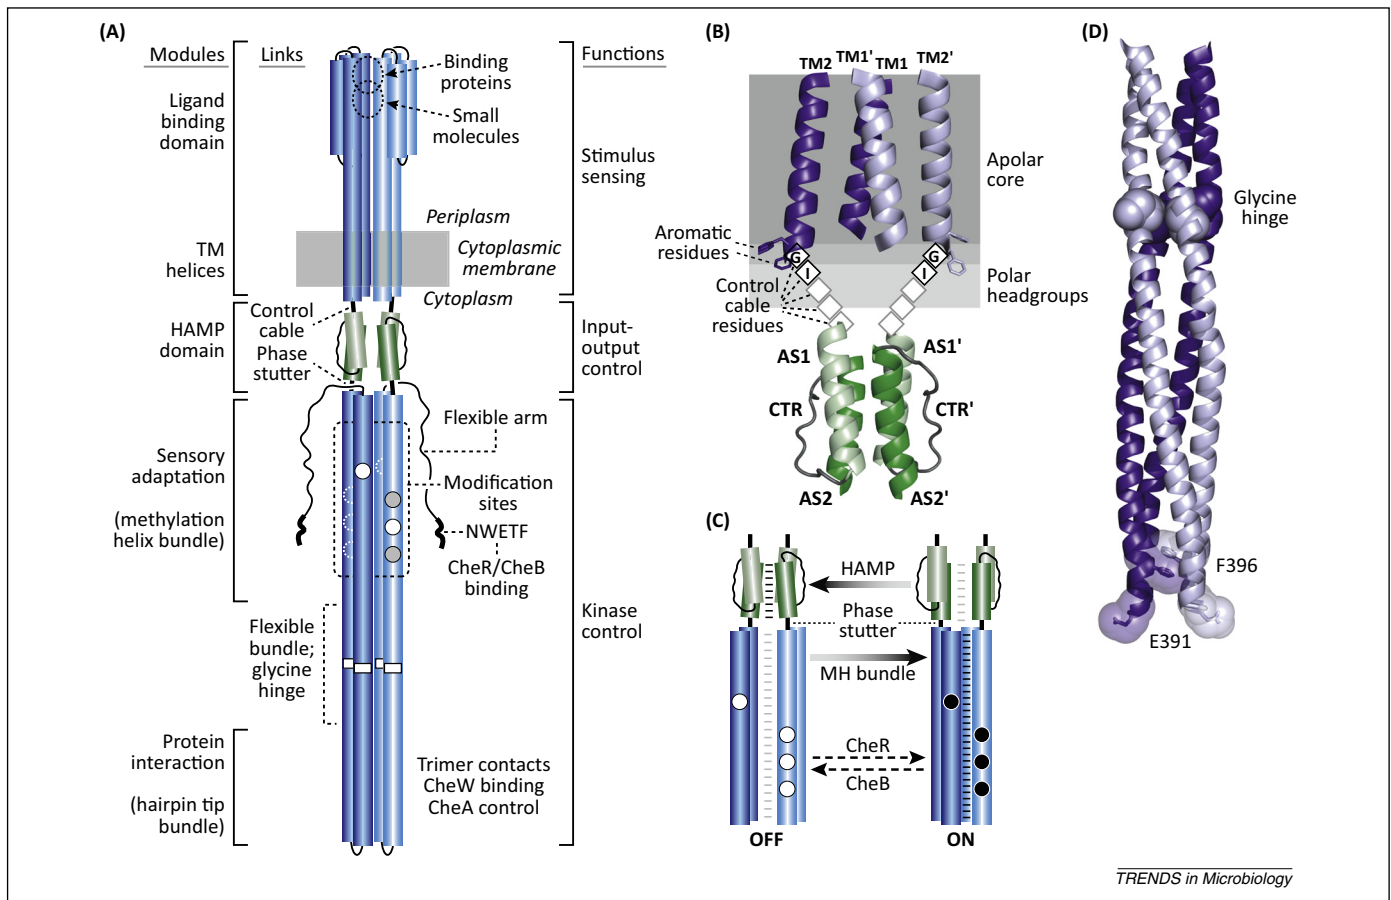 (A)
Modules
Links
Functions
Ligand
binding
domain
Binding
proteins
Small
molecules
Stimulus
sensing
Periplasm
Cytoplasmic
membrane
Cytoplasm
TM
helices
HAMP
domain
Control
cable
Phase
stutter
Input-
output
control
Sensory
adaptation
(methylation
helix bundle)
Flexible arm
Modification
sites
NWETF
CheR/CheB
binding
Flexible
bundle;
glycine
hinge
Kinase
control
Protein
interaction
(hairpin tip
bundle)
Trimer contacts
CheW binding
CheA control
(B)
TM2
TM1'
TM1
TM2'
Apolar
core
Aromatic
residues
G
I
G
I
Control
cable
residues
Polar
headgroups
AS1
AS1'
CTR
CTR'
AS2
AS2'
(C)
HAMP
Phase
stutter
MH bundle
CheR
CheB
OFF
ON
(D)
Glycine
hinge
F396
E391
TRENDS in Microbiology